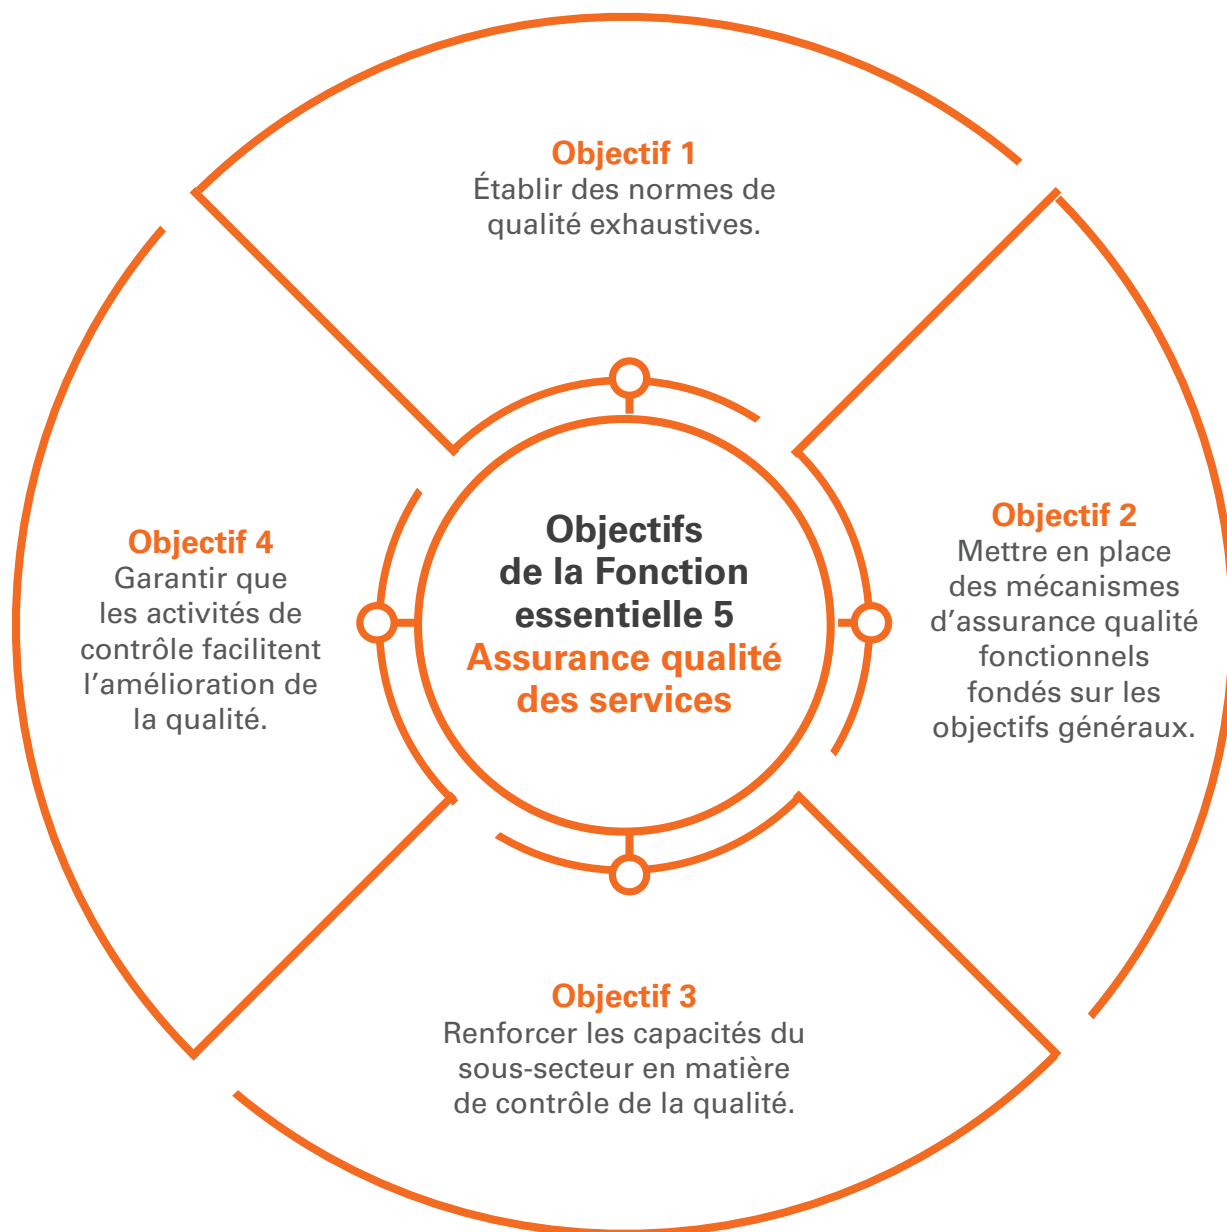 Objectif 1
Établir des normes de
qualité exhaustives.
Objectifs
de la Fonction
essentielle 5
Assurance qualité
des services
Objectif 2
Mettre en place
des mécanismes
d’assurance qualité
fonctionnels
fondés sur les
objectifs généraux.
Objectif 3
Renforcer les capacités du
sous-secteur en matière
de contrôle de la qualité.
Objectif 4
Garantir que
les activités de
contrôle facilitent
l’amélioration de
la qualité.